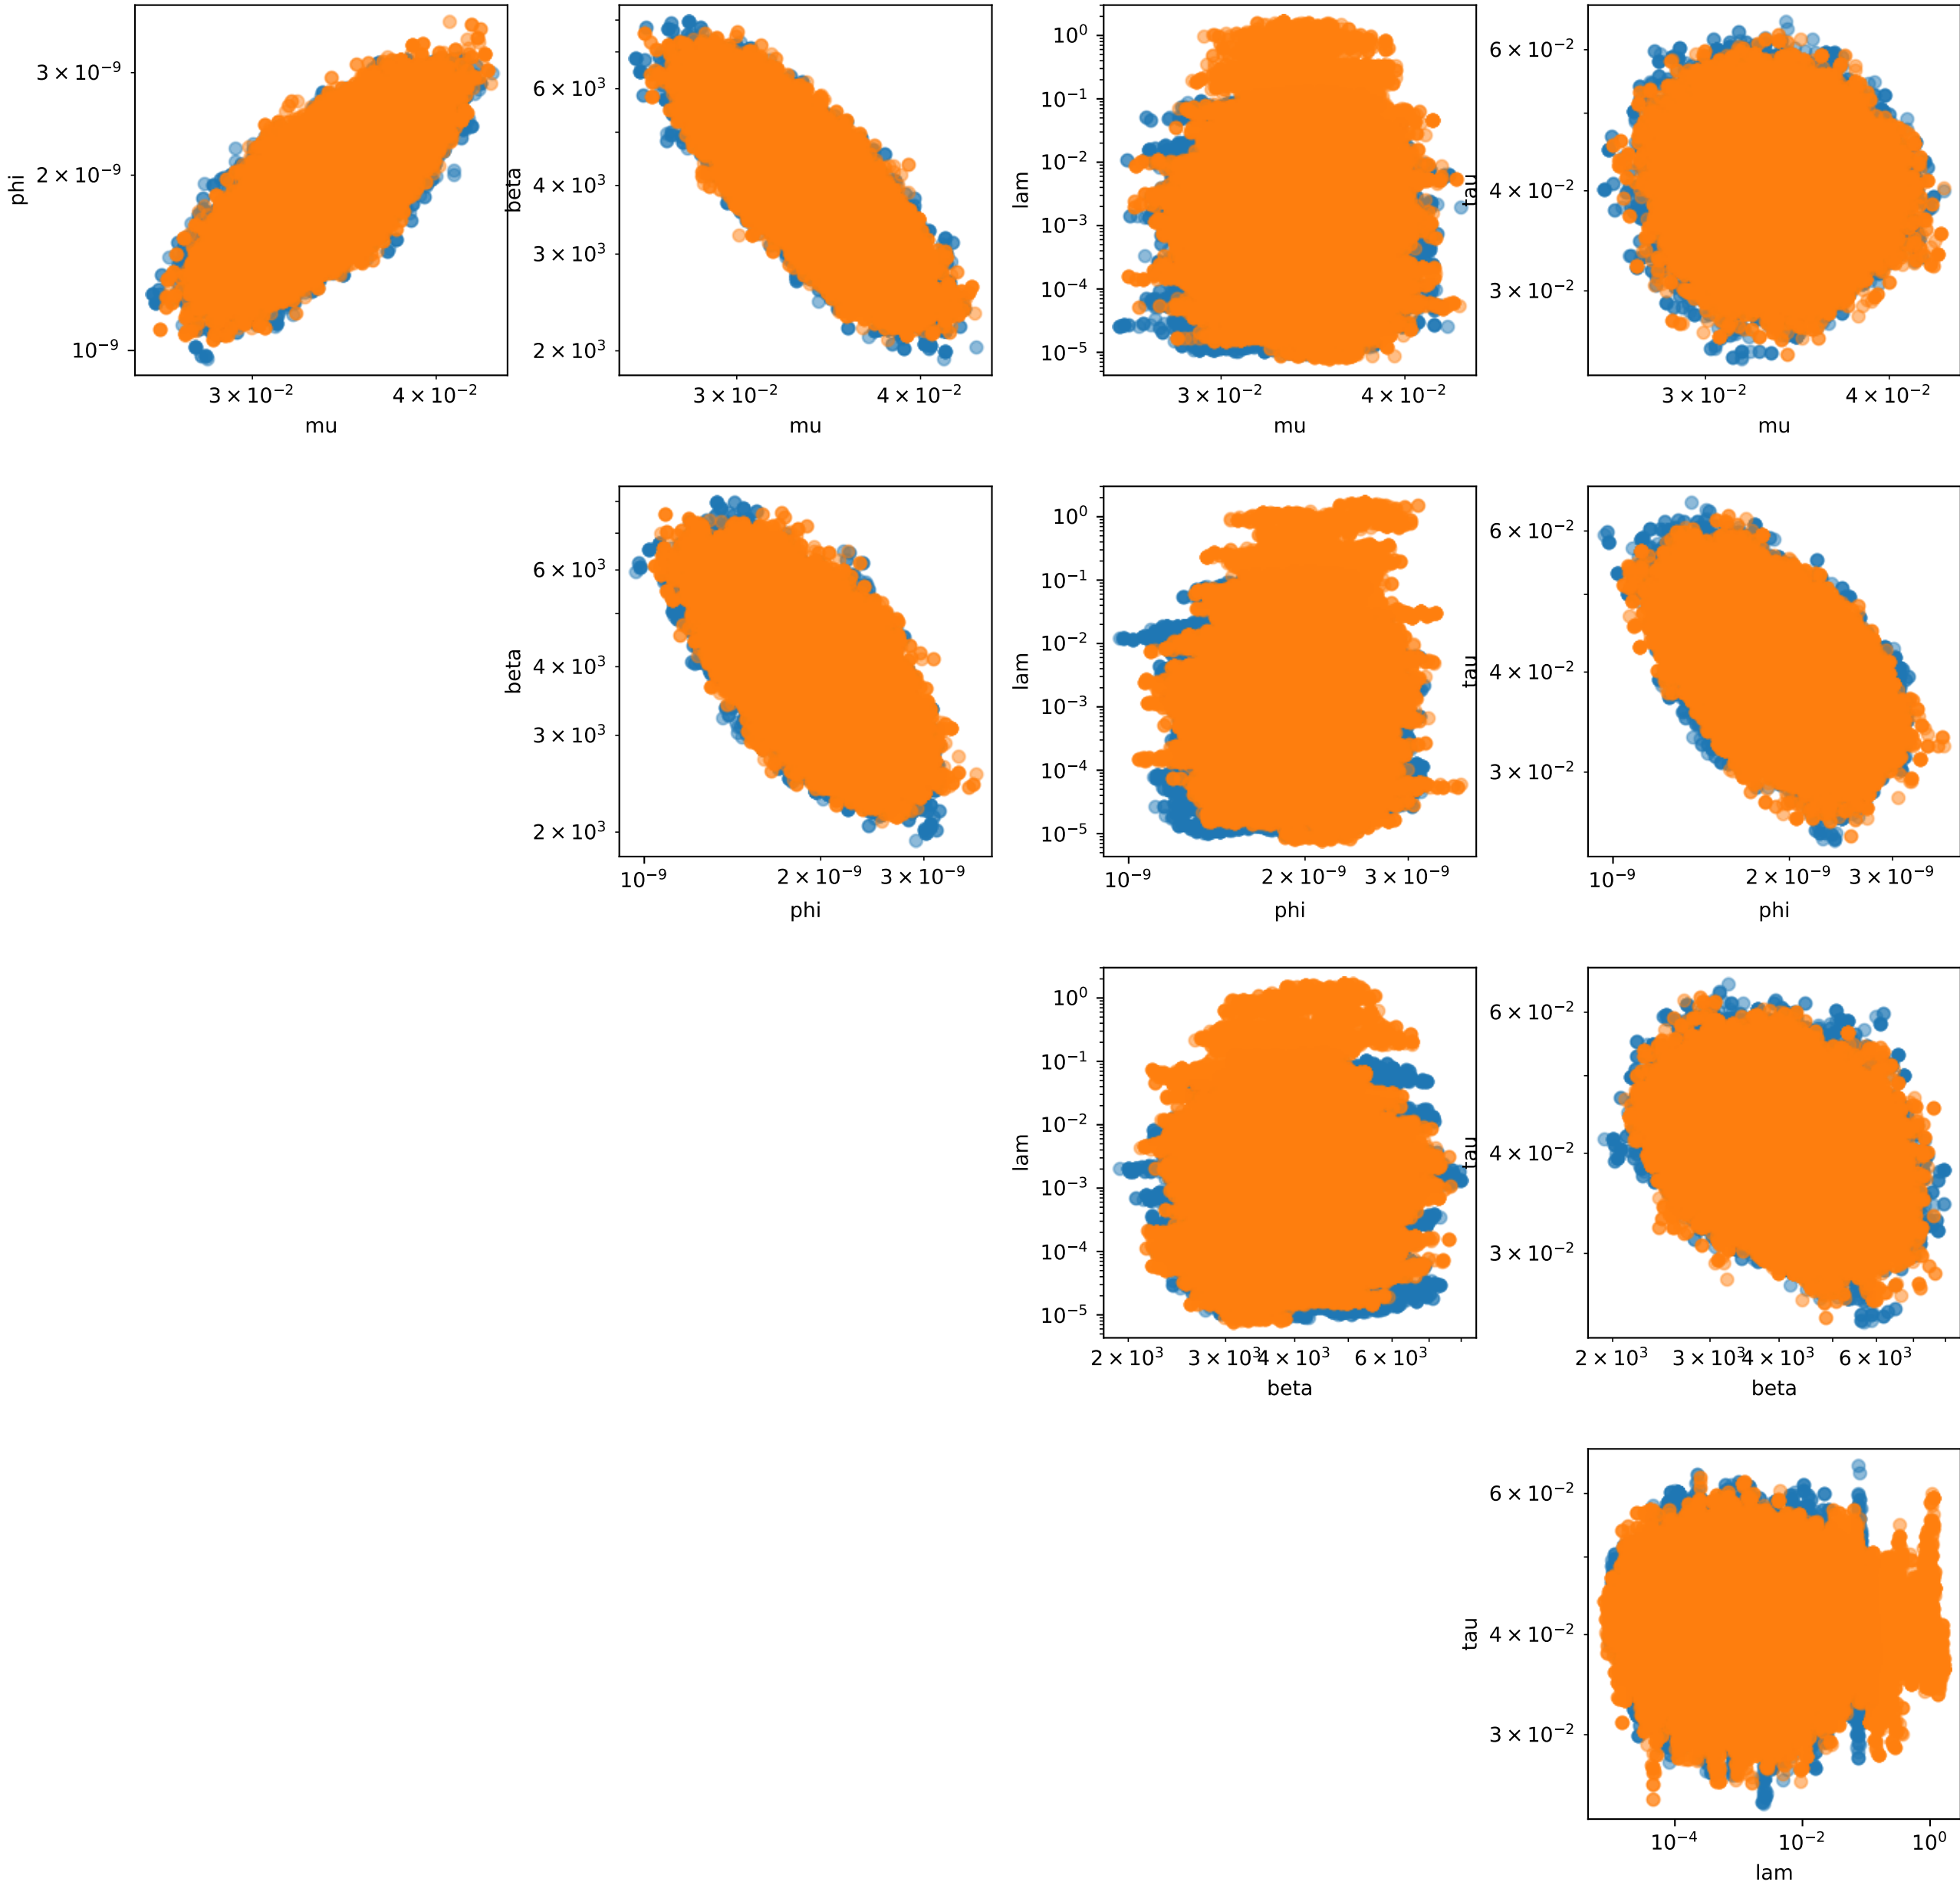 phi
3 × 10⁻⁹
2 × 10⁻⁹
10⁻⁹
3 × 10⁻² 4 × 10⁻²
mu
beta
6 × 10³
4 × 10³
3 × 10³
2 × 10³
3 × 10⁻² 4 × 10⁻²
mu
lam
10⁰
10⁻¹
10⁻²
10⁻³
10⁻⁴
10⁻⁵
3 × 10⁻² 4 × 10⁻²
mu
tau
6 × 10⁻²
4 × 10⁻²
3 × 10⁻²
3 × 10⁻² 4 × 10⁻²
mu
beta
6 × 10³
4 × 10³
3 × 10³
2 × 10³
10⁻⁹ 2 × 10⁻⁹ 3 × 10⁻⁹
phi
lam
10⁰
10⁻¹
10⁻²
10⁻³
10⁻⁴
10⁻⁵
10⁻⁹ 2 × 10⁻⁹ 3 × 10⁻⁹
phi
tau
6 × 10⁻²
4 × 10⁻²
3 × 10⁻²
10⁻⁹ 2 × 10⁻⁹ 3 × 10⁻⁹
phi
lam
10⁰
10⁻¹
10⁻²
10⁻³
10⁻⁴
10⁻⁵
2 × 10³ 3 × 10³ 4 × 10³ 6 × 10³
beta
tau
6 × 10⁻²
4 × 10⁻²
3 × 10⁻²
2 × 10³ 3 × 10³ 4 × 10³ 6 × 10³
beta
tau
6 × 10⁻²
4 × 10⁻²
3 × 10⁻²
10⁻⁴ 10⁻² 10⁰
lam